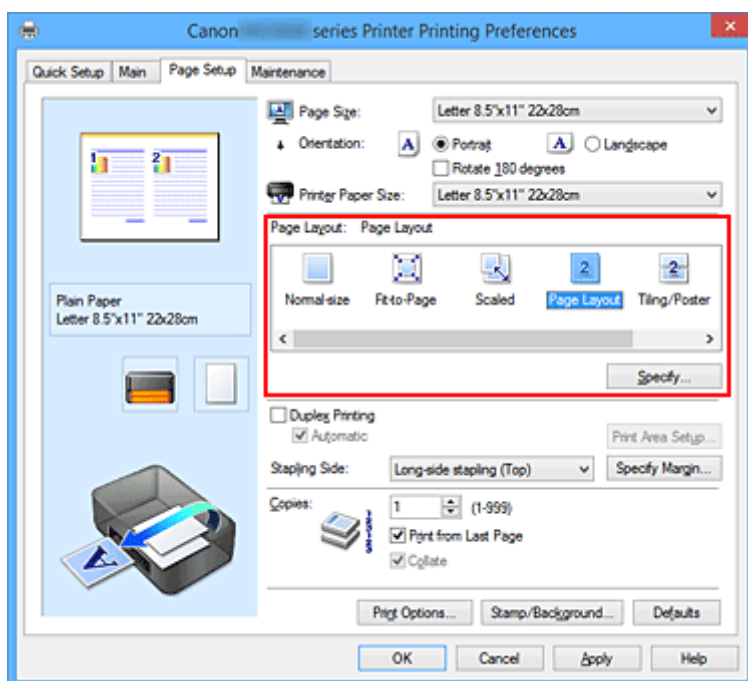 Canon series Printer Printing Preferences
Quick Setup Main Page Setup Maintenance
1 2
Plain Paper
Letter 8.5"x11" 22x28cm
A
Page Size: Letter 8.5"x11" 22x28cm
Orientation: A Portrait A Landscape
Rotate 180 degrees
Printer Paper Size: Letter 8.5"x11" 22x28cm
Page Layout: Page Layout
2 2
Normal-size Fit-to-Page Scaled Page Layout Tiling/Poster
Specify...
Duplex Printing
Automatic Print Area Setup...
Stapling Side: Long-side stapling (Top) Specify Margin...
Copies: 1 (1-999)
Print from Last Page
Collate
Print Options... Stamp/Background... Defaults
OK Cancel Apply Help